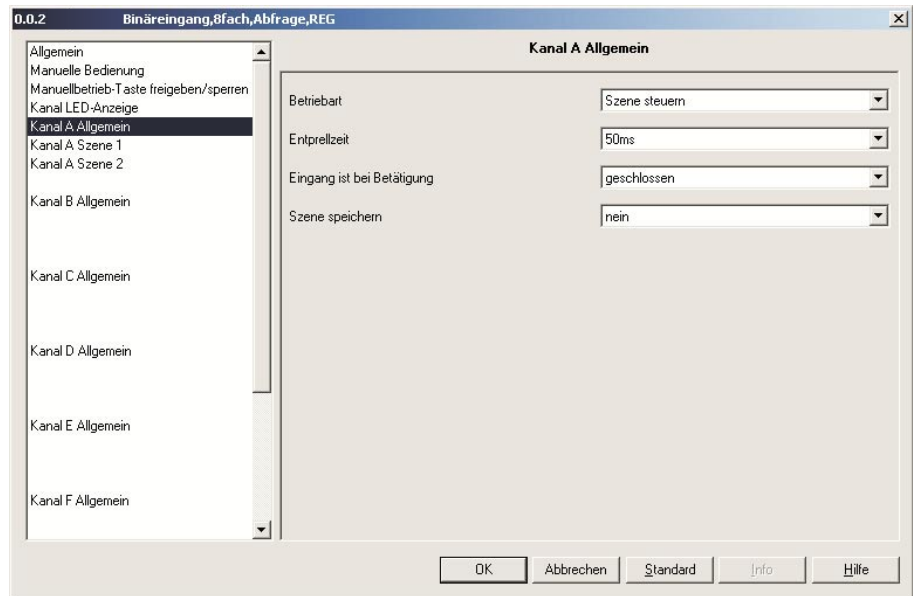 0.0.2 Binäreingang,8fach,Abfrage,REG
Allgemein
Manuelle Bedienung
Manuellbetrieb-Taste freigeben/sperren
Kanal LED-Anzeige
Kanal A Allgemein
Kanal A Szene 1
Kanal A Szene 2
Kanal B Allgemein
Kanal C Allgemein
Kanal D Allgemein
Kanal E Allgemein
Kanal F Allgemein
Kanal A Allgemein
Betriebart Szene steuern
Entprellzeit 50ms
Eingang ist bei Betätigung geschlossen
Szene speichern nein
OK Abbrechen Standard Info Hilfe